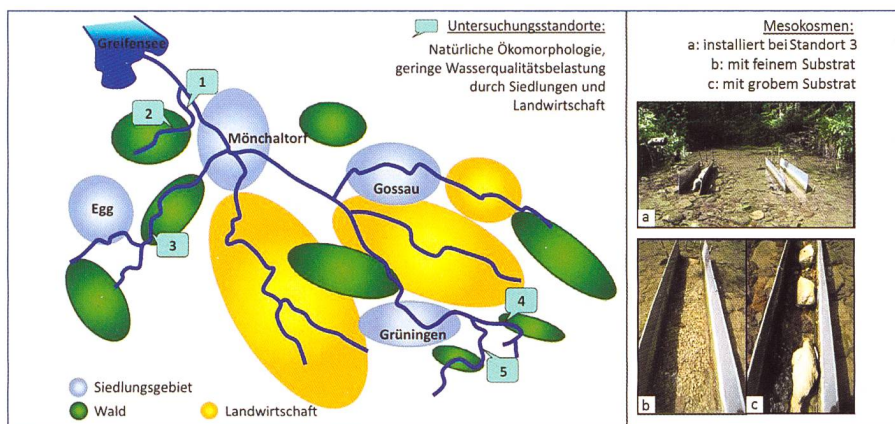 Greifensee
1
2
Mönchaltorf
Gossau
Egg
3
4
Grüningen
5
Siedlungsgebiet
Wald
Landwirtschaft
Untersuchungsstandorte:
Natürliche Ökomorphologie,
geringe Wasserqualitätsbelastung
durch Siedlungen und
Landwirtschaft
Mesokosmen:
a: installiert bei Standort 3
b: mit feinem Substrat
c: mit grobem Substrat
a
b
c